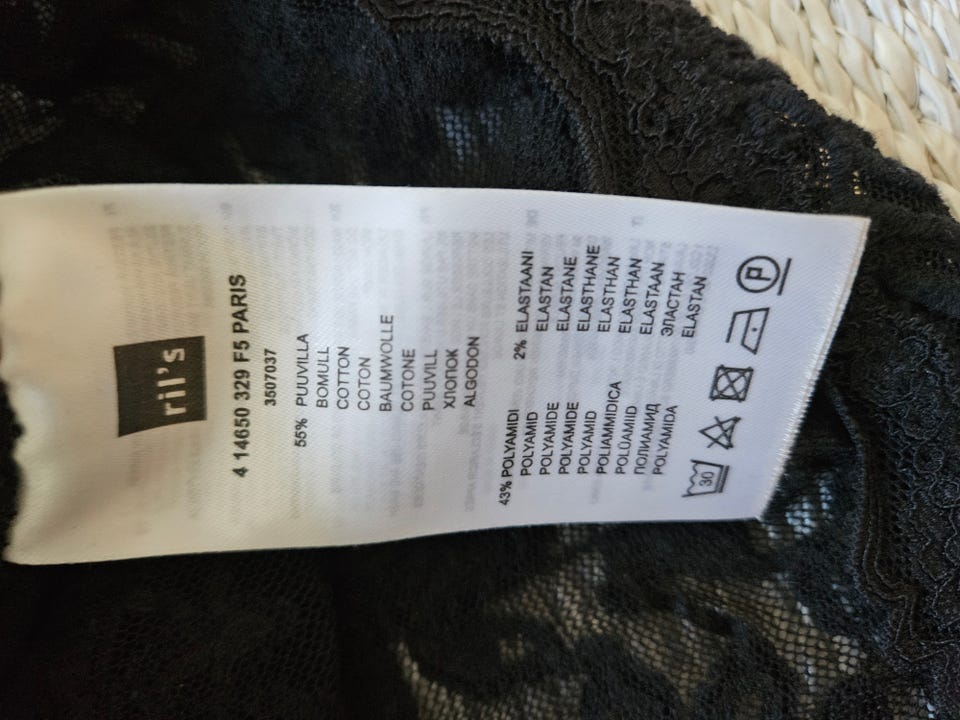 ril's
4 14650 329 F5 PARIS
3507037
55% PUUVILLA
BOMULL
COTTON
COTON
BAUMWOLLE
COTONE
PUUVILL
ХЛОПОК
ALGODON
43% POLYAMIDI
POLYAMID
POLYAMIDE
POLYAMIDE
POLYAMID
POLIAMMIDICA
POLÜAMIID
ПОЛИАМИД
POLYAMIDA
2% ELASTAANI
ELASTAN
ELASTANE
ELASTHANE
ELASTHAN
ELASTHAN
ELASTAAN
ЭЛАСТАН
ELASTAN
30
P